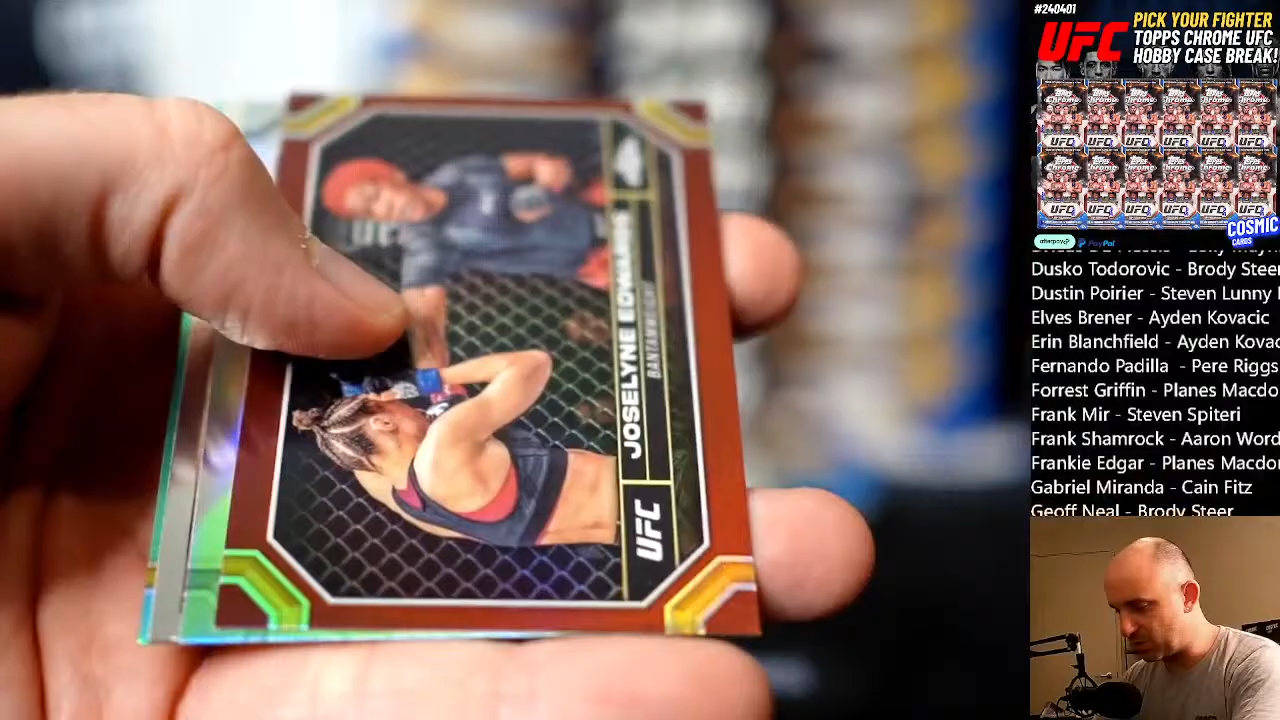 JOSELYNE EDWARDS
BANTAMWEIGHT
UFC
#240401
UFC
PICK YOUR FIGHTER
TOPPS CHROME UFC
HOBBY CASE BREAK!
COSMIC
CARDS
afterpay
PayPal
Dusko Todorovic - Brody Steer
Dustin Poirier - Steven Lunny
Elves Brener - Ayden Kovacic
Erin Blanchfield - Ayden Kovac
Fernando Padilla - Pere Riggs
Forrest Griffin - Planes Macdo
Frank Mir - Steven Spiteri
Frank Shamrock - Aaron Word
Frankie Edgar - Planes Macdo
Gabriel Miranda - Cain Fitz
Geoff Neal - Brody Steer